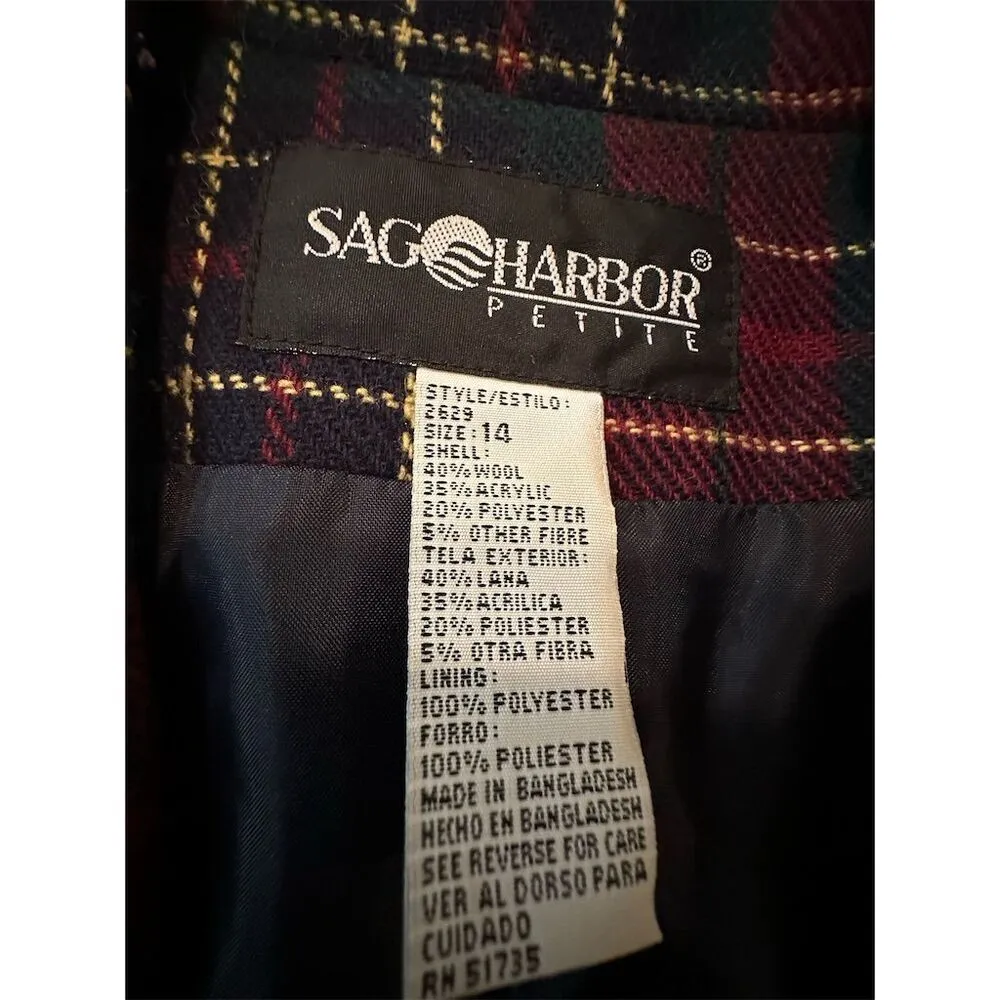 SAG HARBOR®
PETITE
STYLE/ESTILO:
2629
SIZE: 14
SHELL:
40% WOOL
35% ACRYLIC
20% POLYESTER
5% OTHER FIBRE
TELA EXTERIOR:
40% LANA
35% ACRILICA
20% POLIESTER
5% OTRA FIBRA
LINING:
100% POLYESTER
FORRO:
100% POLIESTER
MADE IN BANGLADESH
HECHO EN BANGLADESH
SEE REVERSE FOR CARE
VER AL DORSO PARA
CUIDADO
RN 51735